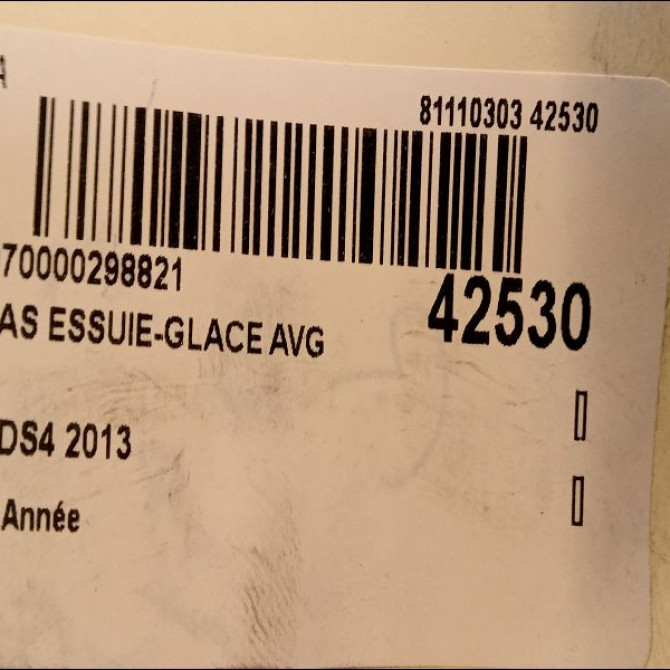 A
81110303 42530
70000298821
42530
AS ESSUIE-GLACE AVG
DS4 2013
Année